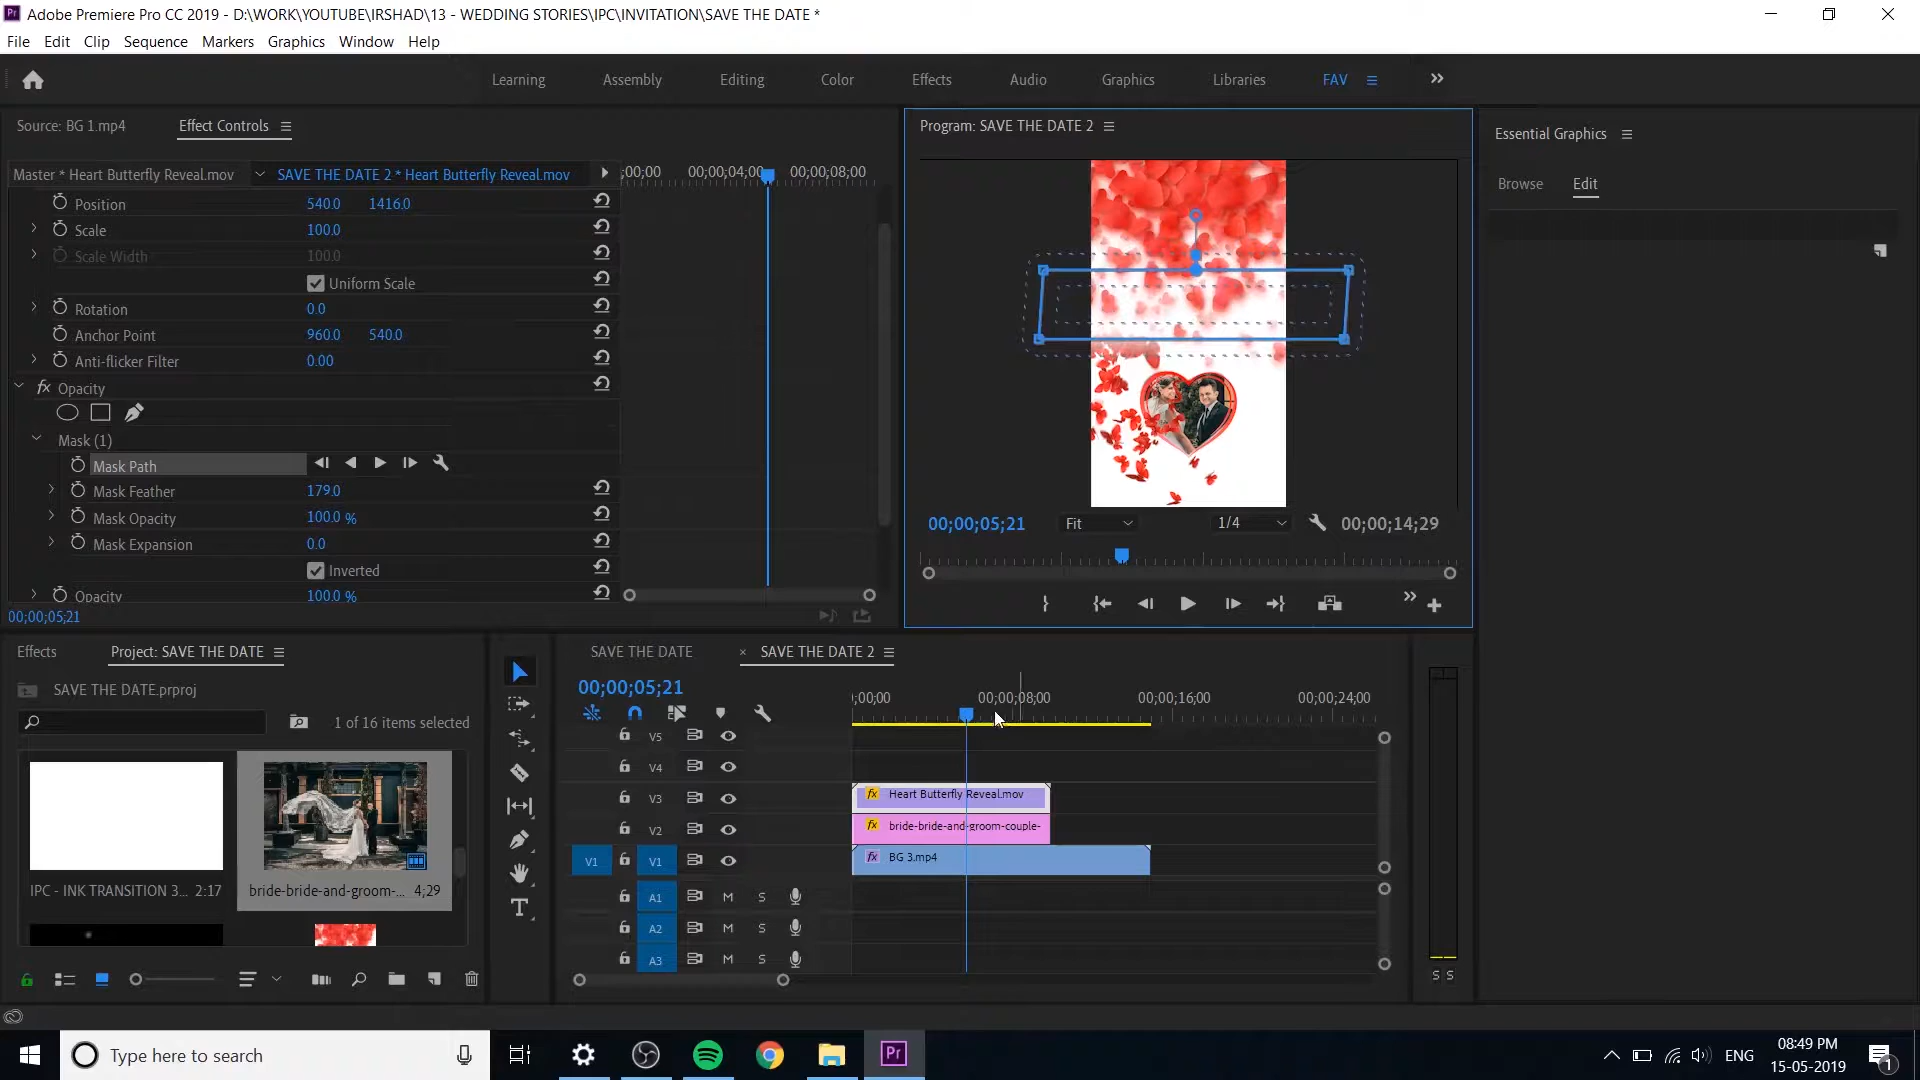 Adobe Premiere Pro CC 2019 - D:\WORK\YOUTUBE\IRSHAD\13 - WEDDING STORIES\IPC\INVITATION\SAVE THE DATE *
File Edit Clip Sequence Markers Graphics Window Help
Learning Assembly Editing Color Effects Audio Graphics Libraries FAV
Source: BG 1.mp4 Effect Controls
Master * Heart Butterfly Reveal.mov SAVE THE DATE 2 * Heart Butterfly Reveal.mov
;00;00 00;00;04;00 00;00;08;00
Position 540.0 1416.0
Scale 100.0
Scale Width 100.0
Uniform Scale
Rotation 0.0
Anchor Point 960.0 540.0
Anti-flicker Filter 0.00
fx Opacity
Mask (1)
Mask Path
Mask Feather 179.0
Mask Opacity 100.0 %
Mask Expansion 0.0
Inverted
Opacity 100.0 %
00;00;05;21
Program: SAVE THE DATE 2
00;00;05;21 Fit 1/4 00;00;14;29
Essential Graphics
Browse Edit
Effects Project: SAVE THE DATE
SAVE THE DATE.prproj
1 of 16 items selected
IPC - INK TRANSITION 3... 2:17
bride-bride-and-groom-... 4;29
SAVE THE DATE × SAVE THE DATE 2
00;00;05;21
;00;00 00;00;08;00 00;00;16;00 00;00;24;00
V5
V4
V3 fx Heart Butterfly Reveal.mov
V2 fx bride-bride-and-groom-couple-
V1 V1 fx BG 3.mp4
A1 M S
A2 M S
A3 M S
S S
Type here to search
Pr
ENG
08:49 PM
15-05-2019
1